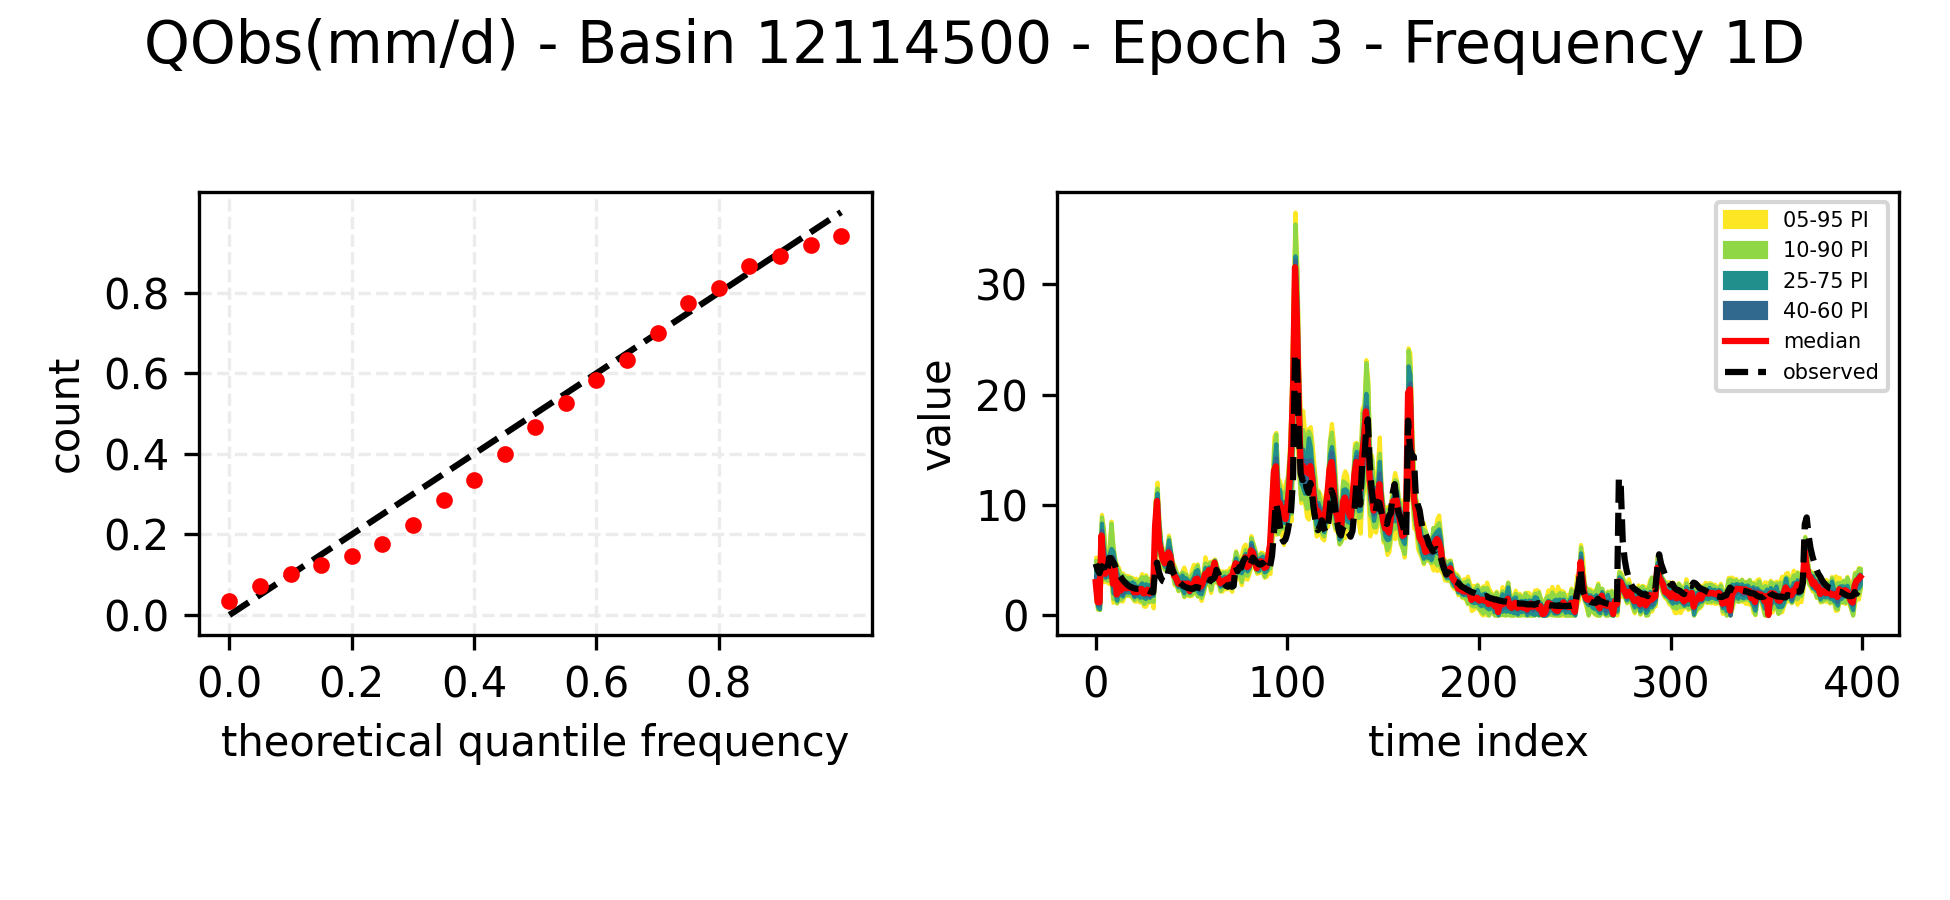 QObs(mm/d) - Basin 12114500 - Epoch 3 - Frequency 1D
count
0.8
0.6
0.4
0.2
0.0
0.0 0.2 0.4 0.6 0.8
theoretical quantile frequency
value
30
20
10
0
0 100 200 300 400
time index
05-95 PI
10-90 PI
25-75 PI
40-60 PI
median
observed